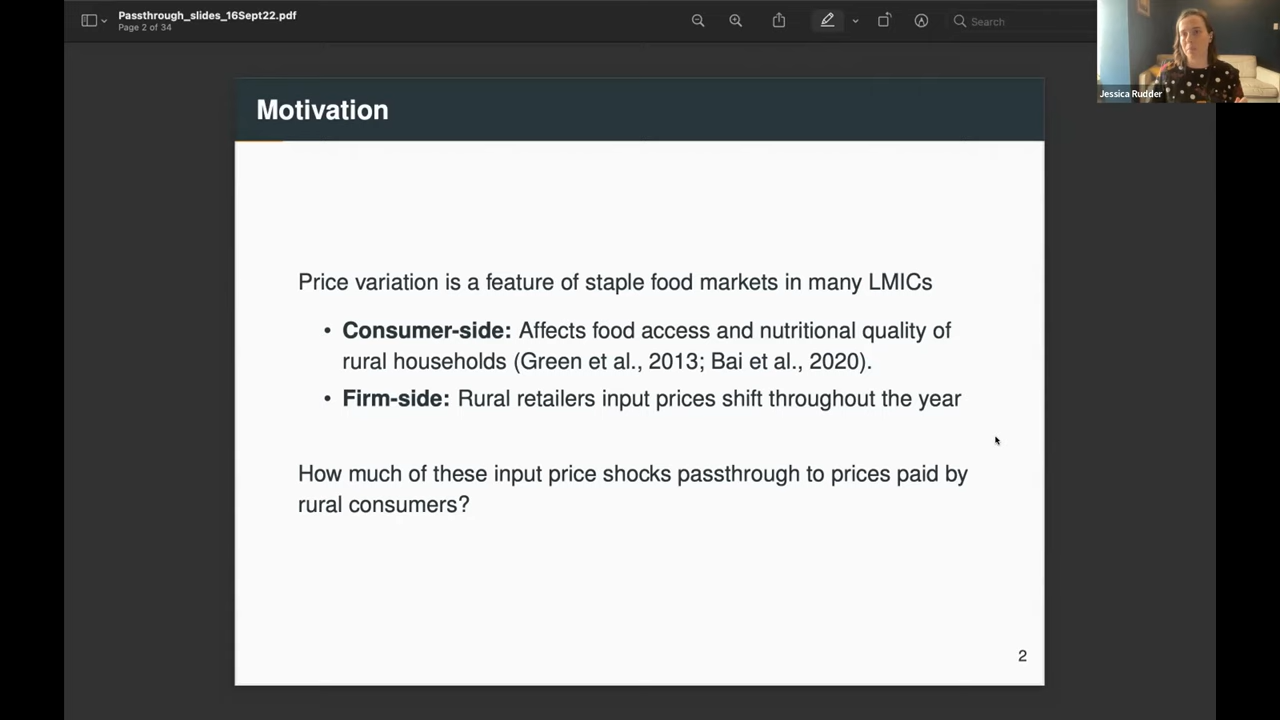 Passthrough_slides_16Sept22.pdf
Page 2 of 34
Search
Jessica Rudder
Motivation
Price variation is a feature of staple food markets in many LMICs
• Consumer-side: Affects food access and nutritional quality of
rural households (Green et al., 2013; Bai et al., 2020).
• Firm-side: Rural retailers input prices shift throughout the year
How much of these input price shocks passthrough to prices paid by
rural consumers?
2